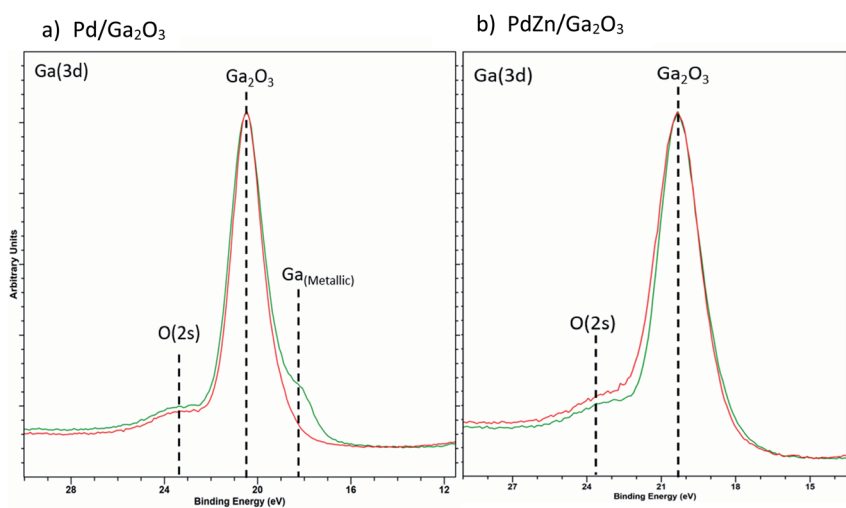 a) Pd/Ga₂O₃
Ga(3d)
Ga₂O₃
Ga(Metallic)
O(2s)
Arbitrary Units
28
24
20
16
12
Binding Energy (eV)
b) PdZn/Ga₂O₃
Ga(3d)
Ga₂O₃
O(2s)
27
24
21
18
15
Binding Energy (eV)